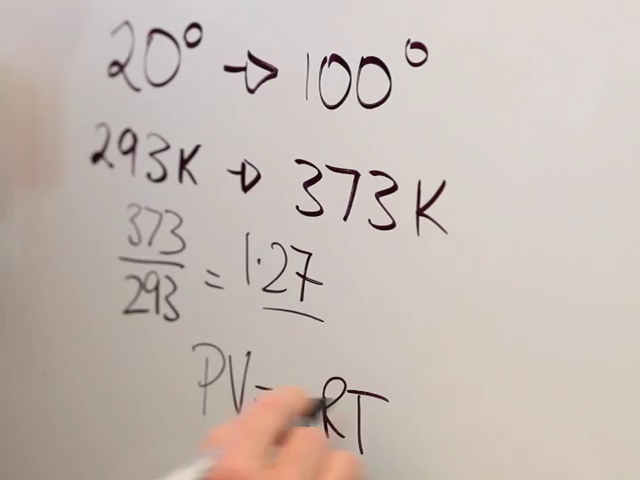 20° → 100°
293K → 373K
373/293 = 1.27
PV= RT